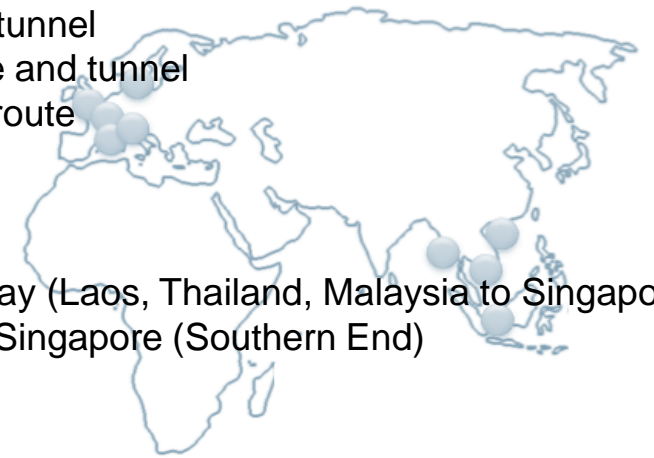 tunnel
e and tunnel
route
ay (Laos, Thailand, Malaysia to Singapo
Singapore (Southern End)